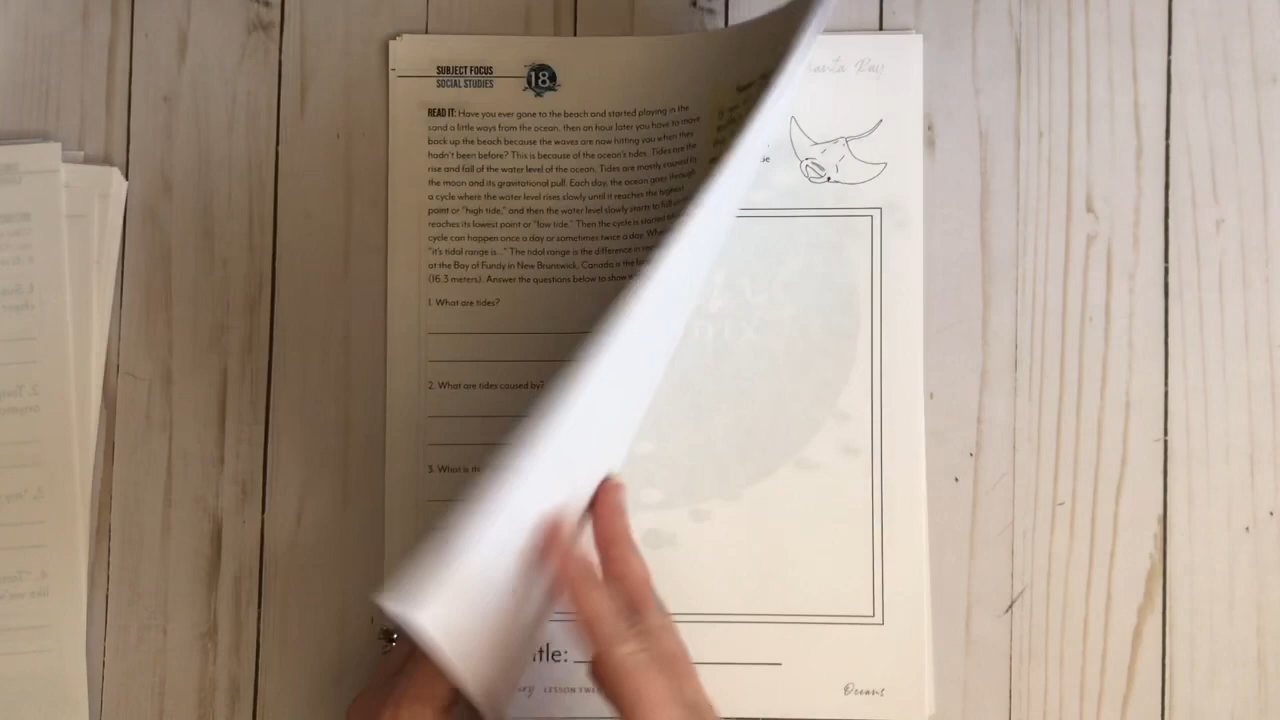 SUBJECT FOCUS
SOCIAL STUDIES
18
READ IT: Have you ever gone to the beach and started playing in the
sand a little ways from the ocean, then an hour later you have to move
back up the beach because the waves are now hitting you when they
hadn't been before? This is because of the ocean's tides. Tides are the
rise and fall of the water level of the ocean. Tides are mostly caused by
the moon and its gravitational pull. Each day, the ocean goes through
a cycle where the water level rises slowly until it reaches the highest
point or "high tide," and then the water level slowly starts to fall
reaches its lowest point or "low tide." Then the cycle is started
cycle can happen once a day or sometimes twice a day.
"it's tidal range is..." The tidal range is the difference in
at the Bay of Fundy in New Brunswick, Canada is the
(16.3 meters). Answer the questions below to show
1. What are tides?
2. What are tides caused by?
3. What is
Manta Ray
tle:
LESSON
Oceans